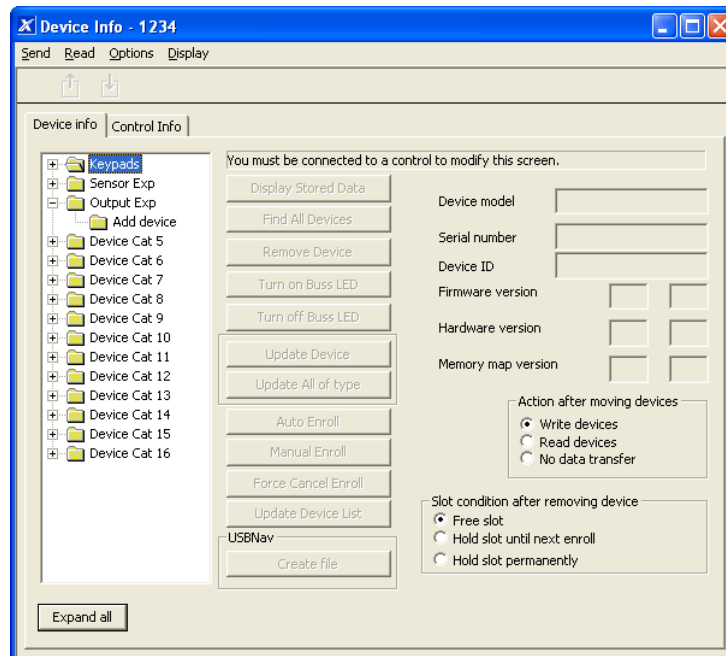 Device Info - 1234
Send Read Options Display
Device info Control Info
Keypads
Sensor Exp
Output Exp
Add device
Device Cat 5
Device Cat 6
Device Cat 7
Device Cat 8
Device Cat 9
Device Cat 10
Device Cat 11
Device Cat 12
Device Cat 13
Device Cat 14
Device Cat 15
Device Cat 16
Expand all
You must be connected to a control to modify this screen.
Display Stored Data
Find All Devices
Remove Device
Turn on Buss LED
Turn off Buss LED
Update Device
Update All of type
Auto Enroll
Manual Enroll
Force Cancel Enroll
Update Device List
USBNav
Create file
Device model
Serial number
Device ID
Firmware version
Hardware version
Memory map version
Action after moving devices
Write devices
Read devices
No data transfer
Slot condition after removing device
Free slot
Hold slot until next enroll
Hold slot permanently